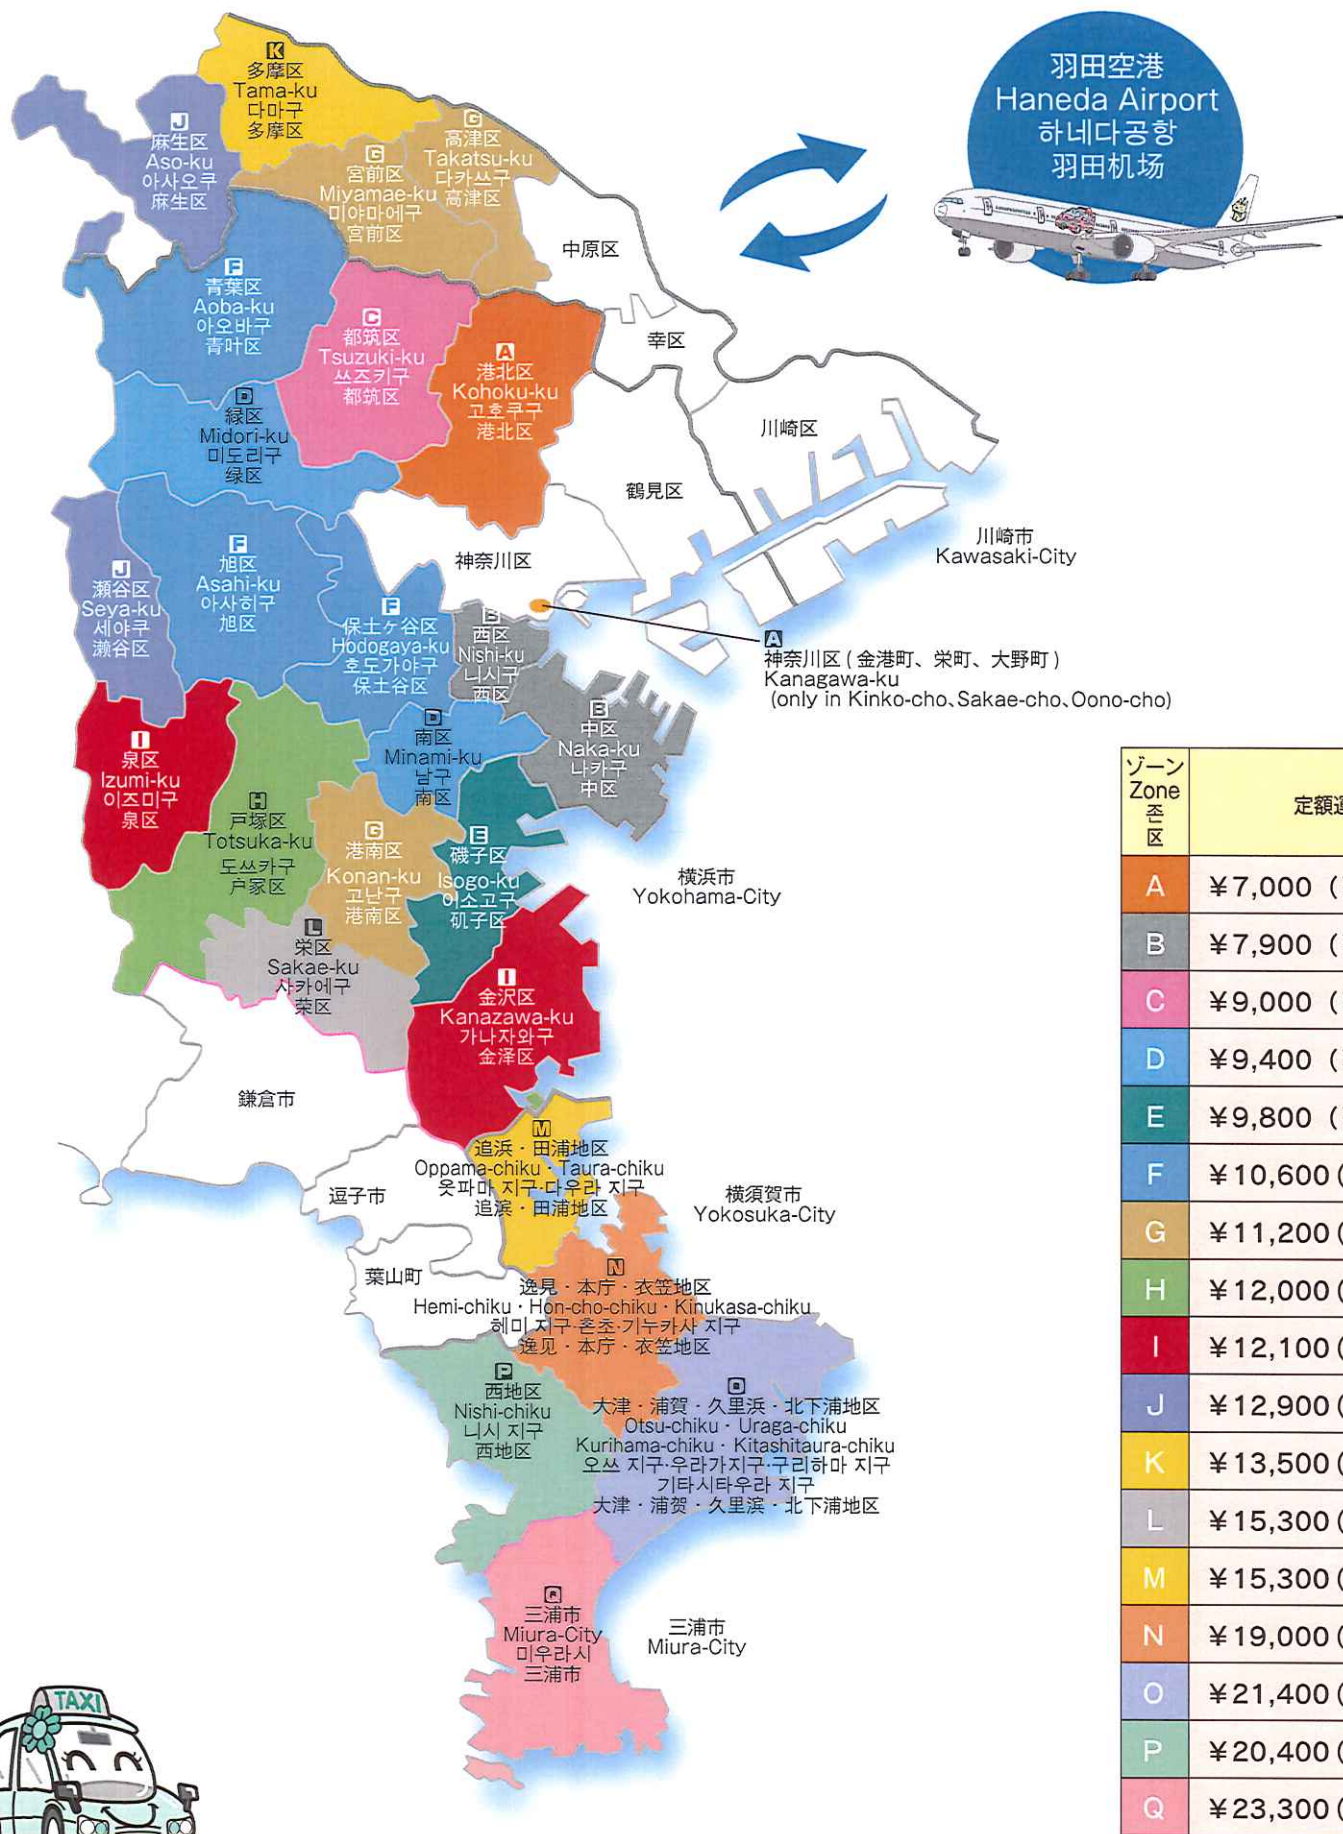 K
多摩区
Tama-ku
다마구
多摩区
J
麻生区
Aso-ku
아사오쿠
麻生区
G
宮前区
Miyamae-ku
미야마에구
宮前区
G
高津区
Takatsu-ku
다카쓰구
高津区
羽田空港
Haneda Airport
하네다공항
羽田机场
中原区
F
青葉区
Aoba-ku
아오바구
青叶区
C
都筑区
Tsuzuki-ku
쓰즈키구
都筑区
A
港北区
Kohoku-ku
고호쿠구
港北区
幸区
D
緑区
Midori-ku
미도리구
绿区
川崎区
鶴見区
川崎市
Kawasaki-City
神奈川区
J
瀬谷区
Seya-ku
세야쿠
瀬谷区
F
旭区
Asahi-ku
아사히구
旭区
F
保土ヶ谷区
Hodogaya-ku
호도가야구
保土谷区
B
西区
Nishi-ku
니시구
西区
A
神奈川区 ( 金港町、栄町、大野町 )
Kanagawa-ku
(only in Kinko-cho、Sakae-cho、Oono-cho)
I
泉区
Izumi-ku
이즈미구
泉区
D
南区
Minami-ku
남구
南区
B
中区
Naka-ku
나카구
中区
H
戸塚区
Totsuka-ku
도쓰카구
户冢区
G
港南区
Konan-ku
고난구
港南区
E
磯子区
Isogo-ku
이소고구
矶子区
横浜市
Yokohama-City
L
栄区
Sakae-ku
사카에구
荣区
I
金沢区
Kanazawa-ku
가나자와구
金泽区
鎌倉市
M
追浜・田浦地区
Oppama-chiku・Taura-chiku
옷파마 지구·다우라 지구
追滨・田浦地区
逗子市
横須賀市
Yokosuka-City
葉山町
N
逸見・本庁・衣笠地区
Hemi-chiku・Hon-cho-chiku・Kinukasa-chiku
헤미 지구·혼초·기누카사 지구
逸见・本庁・衣笠地区
P
西地区
Nishi-chiku
니시 지구
西地区
O
大津・浦賀・久里浜・北下浦地区
Otsu-chiku・Uraga-chiku
Kurihama-chiku・Kitashitaura-chiku
오쓰 지구·우라가지구·구리하마 지구
기타시타우라 지구
大津・浦贺・久里滨・北下浦地区
Q
三浦市
Miura-City
미우라시
三浦市
三浦市
Miura-City
TAXI
ゾーン
Zone
존
区
定額運
A ¥7,000 (
B ¥7,900 (
C ¥9,000 (
D ¥9,400 (
E ¥9,800 (
F ¥10,600 (
G ¥11,200 (
H ¥12,000 (
I ¥12,100 (
J ¥12,900 (
K ¥13,500 (
L ¥15,300 (
M ¥15,300 (
N ¥19,000 (
O ¥21,400 (
P ¥20,400 (
Q ¥23,300 (